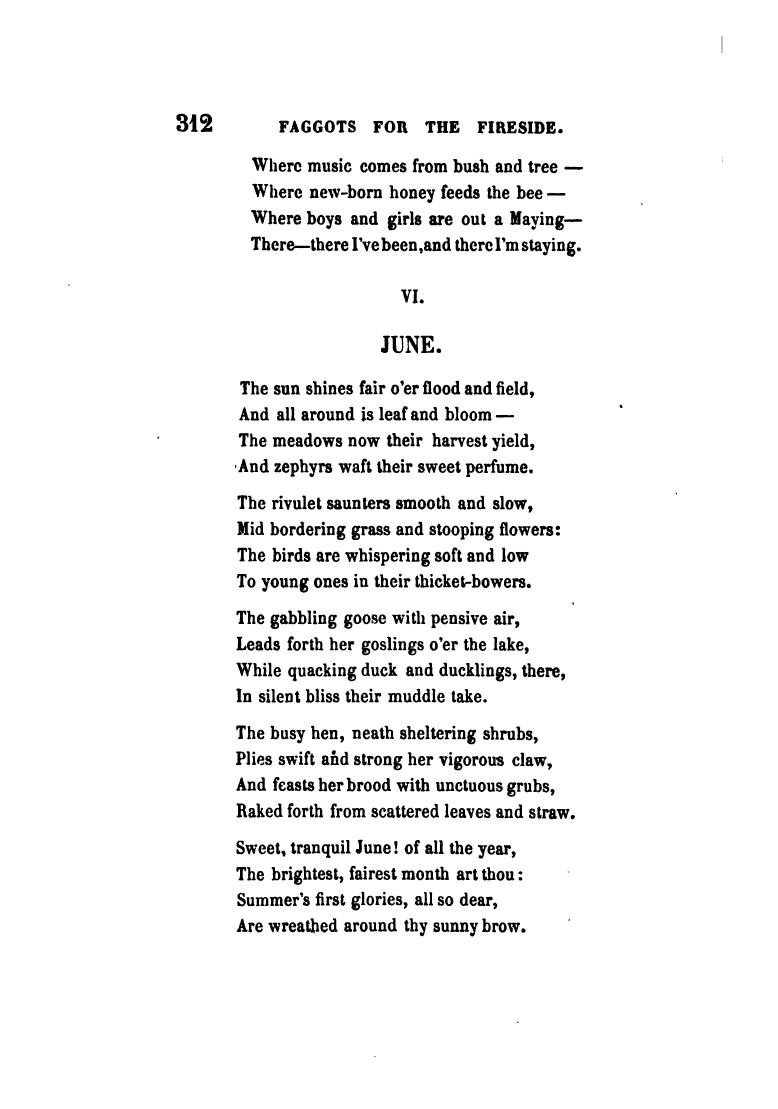 312 FAGGOTS FOR THE FIRESIDE.
Where music comes from bush and tree —
Where new-born honey feeds the bee —
Where boys and girls are out a Maying—
There—there I've been, and there I'm staying.
VI.
JUNE.
The sun shines fair o'er flood and field,
And all around is leaf and bloom —
The meadows now their harvest yield,
And zephyrs waft their sweet perfume.
The rivulet saunters smooth and slow,
Mid bordering grass and stooping flowers:
The birds are whispering soft and low
To young ones in their thicket-bowers.
The gabbling goose with pensive air,
Leads forth her goslings o'er the lake,
While quacking duck and ducklings, there,
In silent bliss their muddle take.
The busy hen, neath sheltering shrubs,
Plies swift and strong her vigorous claw,
And feasts her brood with unctuous grubs,
Raked forth from scattered leaves and straw.
Sweet, tranquil June! of all the year,
The brightest, fairest month art thou:
Summer's first glories, all so dear,
Are wreathed around thy sunny brow.